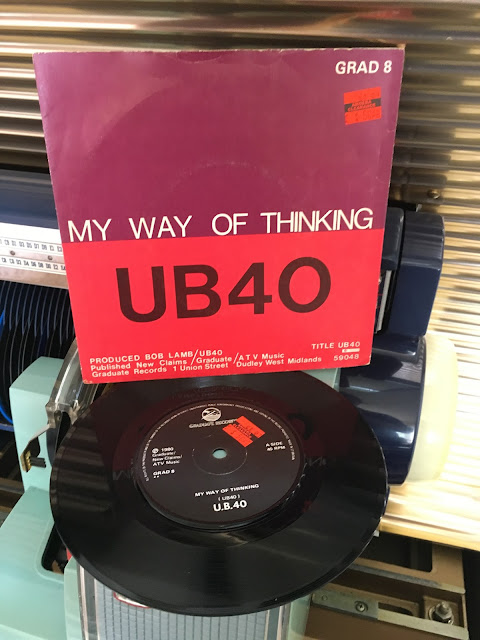 GRAD 8
MY WAY OF THINKING
UB40
TITLE UB40
PRODUCED BOB LAMB/UB40
Published New Claims /Graduate/ATV Music
59048
Graduate Records 1 Union Street Dudley West Midlands
GRADUATE RECORDS
℗ 1980
Graduate/
New Claims/
ATV Music
GRAD 8
A SIDE
45 RPM
MY WAY OF THINKING
( UB40 )
U.B.40